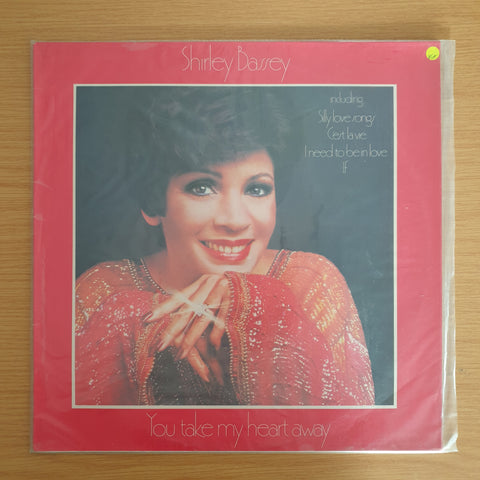 Shirley Bassey
including
Silly love songs
C'est la vie
I need to be in love
If
You take my heart away